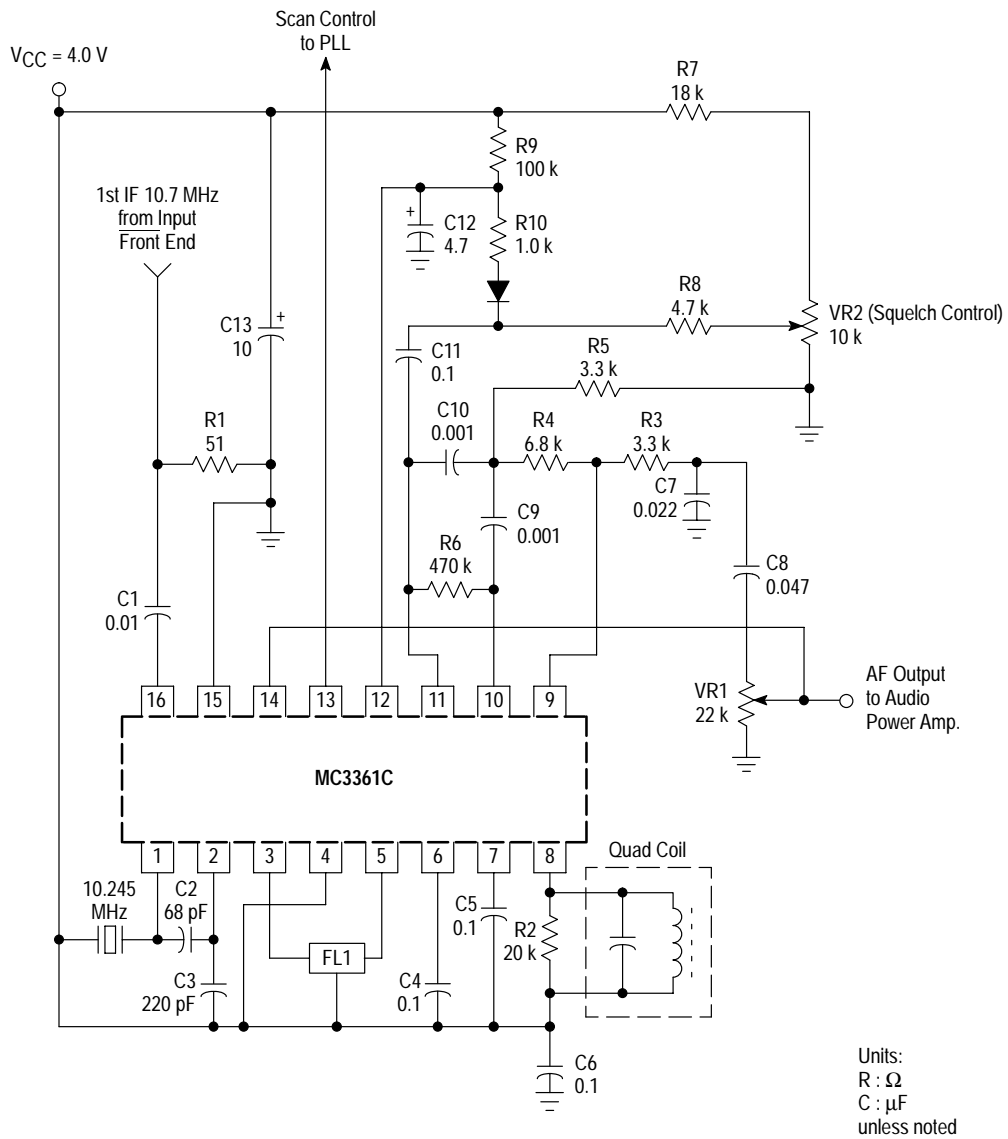 Scan Control
to PLL
VCC = 4.0 V
R7
18 k
R9
100 k
1st IF 10.7 MHz
from Input
Front End
+
C12
4.7
R10
1.0 k
R8
4.7 k
VR2 (Squelch Control)
10 k
C13
10
+
C11
0.1
R5
3.3 k
C10
0.001
R4
6.8 k
R3
3.3 k
R1
51
C7
0.022
C9
0.001
R6
470 k
C8
0.047
C1
0.01
AF Output
to Audio
Power Amp.
VR1
22 k
16 15 14 13 12 11 10 9
MC3361C
1 2 3 4 5 6 7 8
Quad Coil
10.245
MHz
C2
68 pF
C5
0.1
R2
20 k
FL1
C3
220 pF
C4
0.1
C6
0.1
Units:
R : Ω
C : µF
unless noted